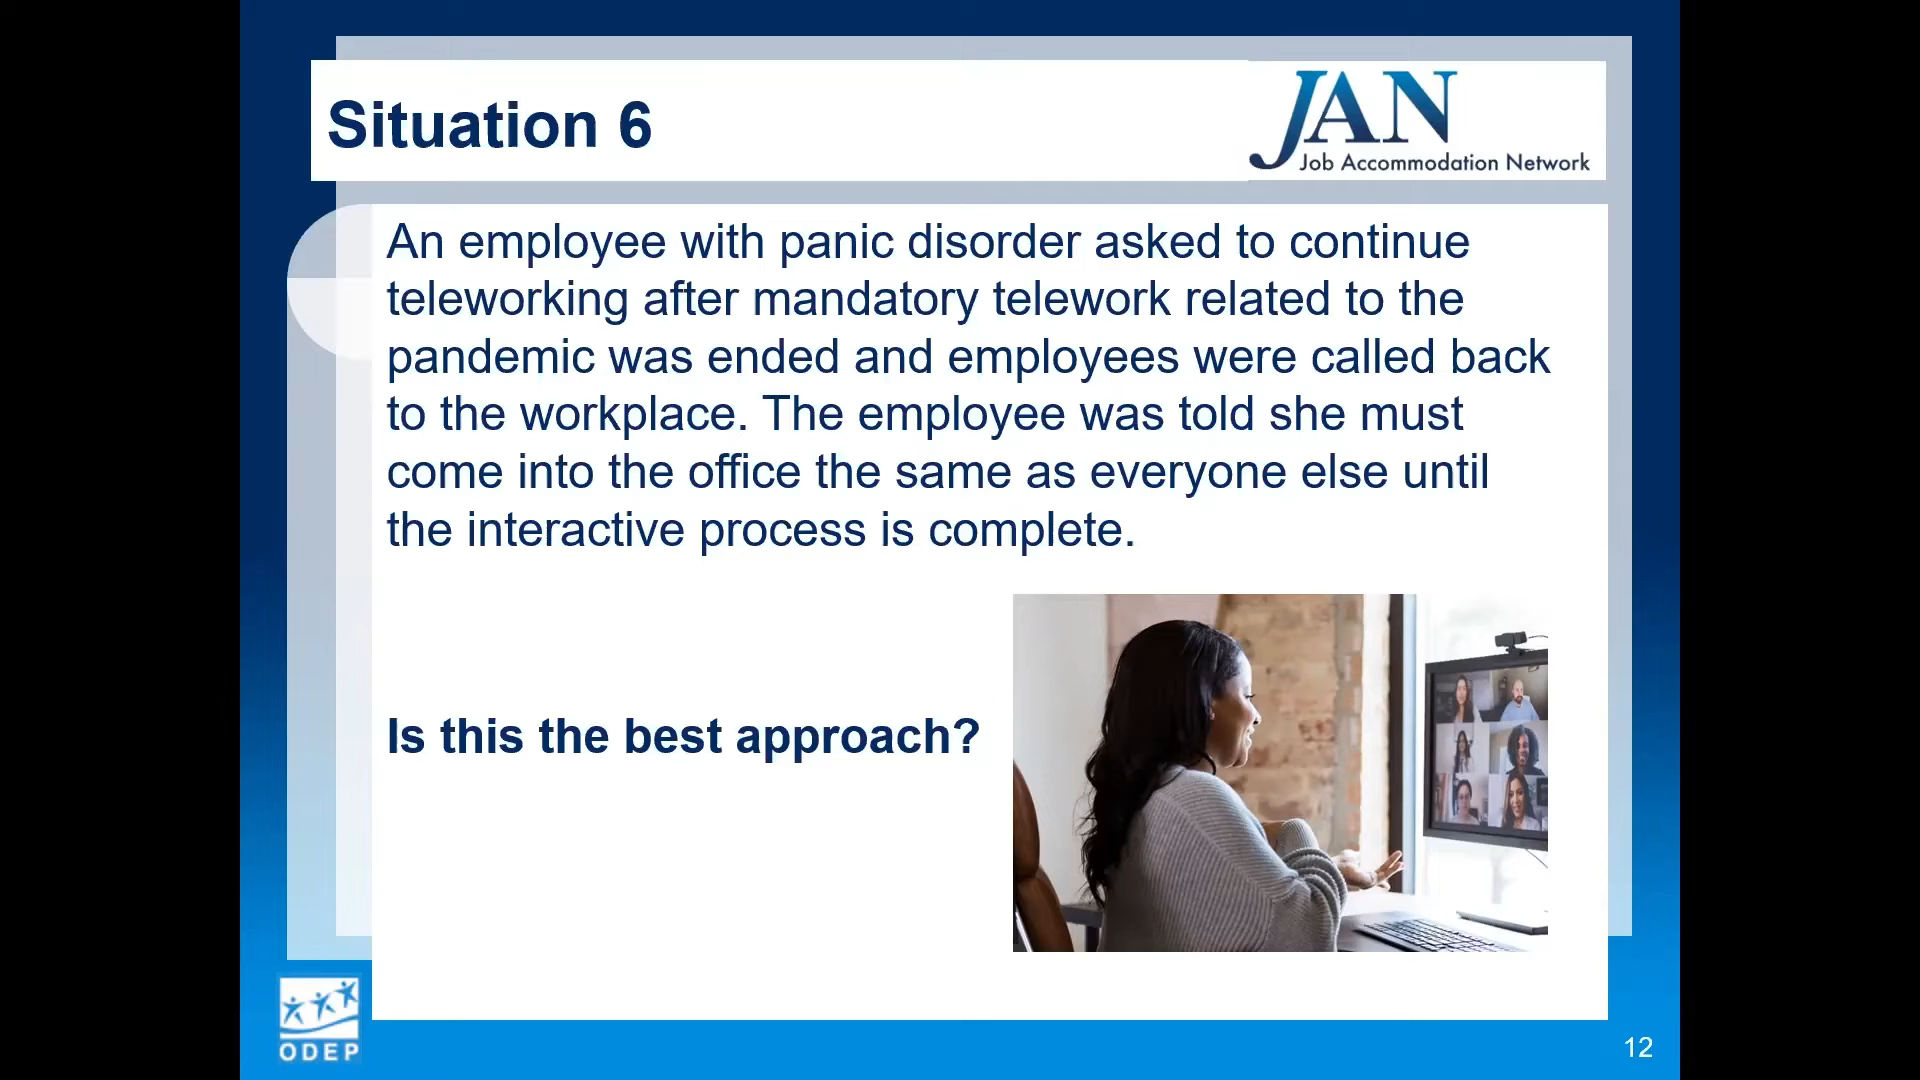 Situation 6
JAN
Job Accommodation Network
An employee with panic disorder asked to continue
teleworking after mandatory telework related to the
pandemic was ended and employees were called back
to the workplace. The employee was told she must
come into the office the same as everyone else until
the interactive process is complete.
Is this the best approach?
ODEP
12